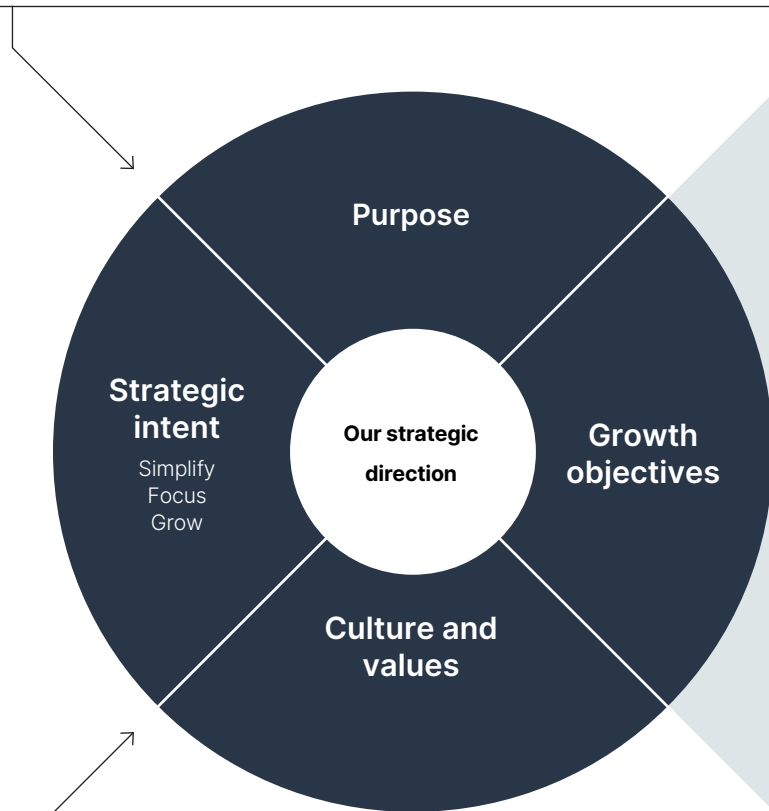 Purpose
Strategic
intent
Simplify
Focus
Grow
Our strategic
direction
Growth
objectives
Culture and
values